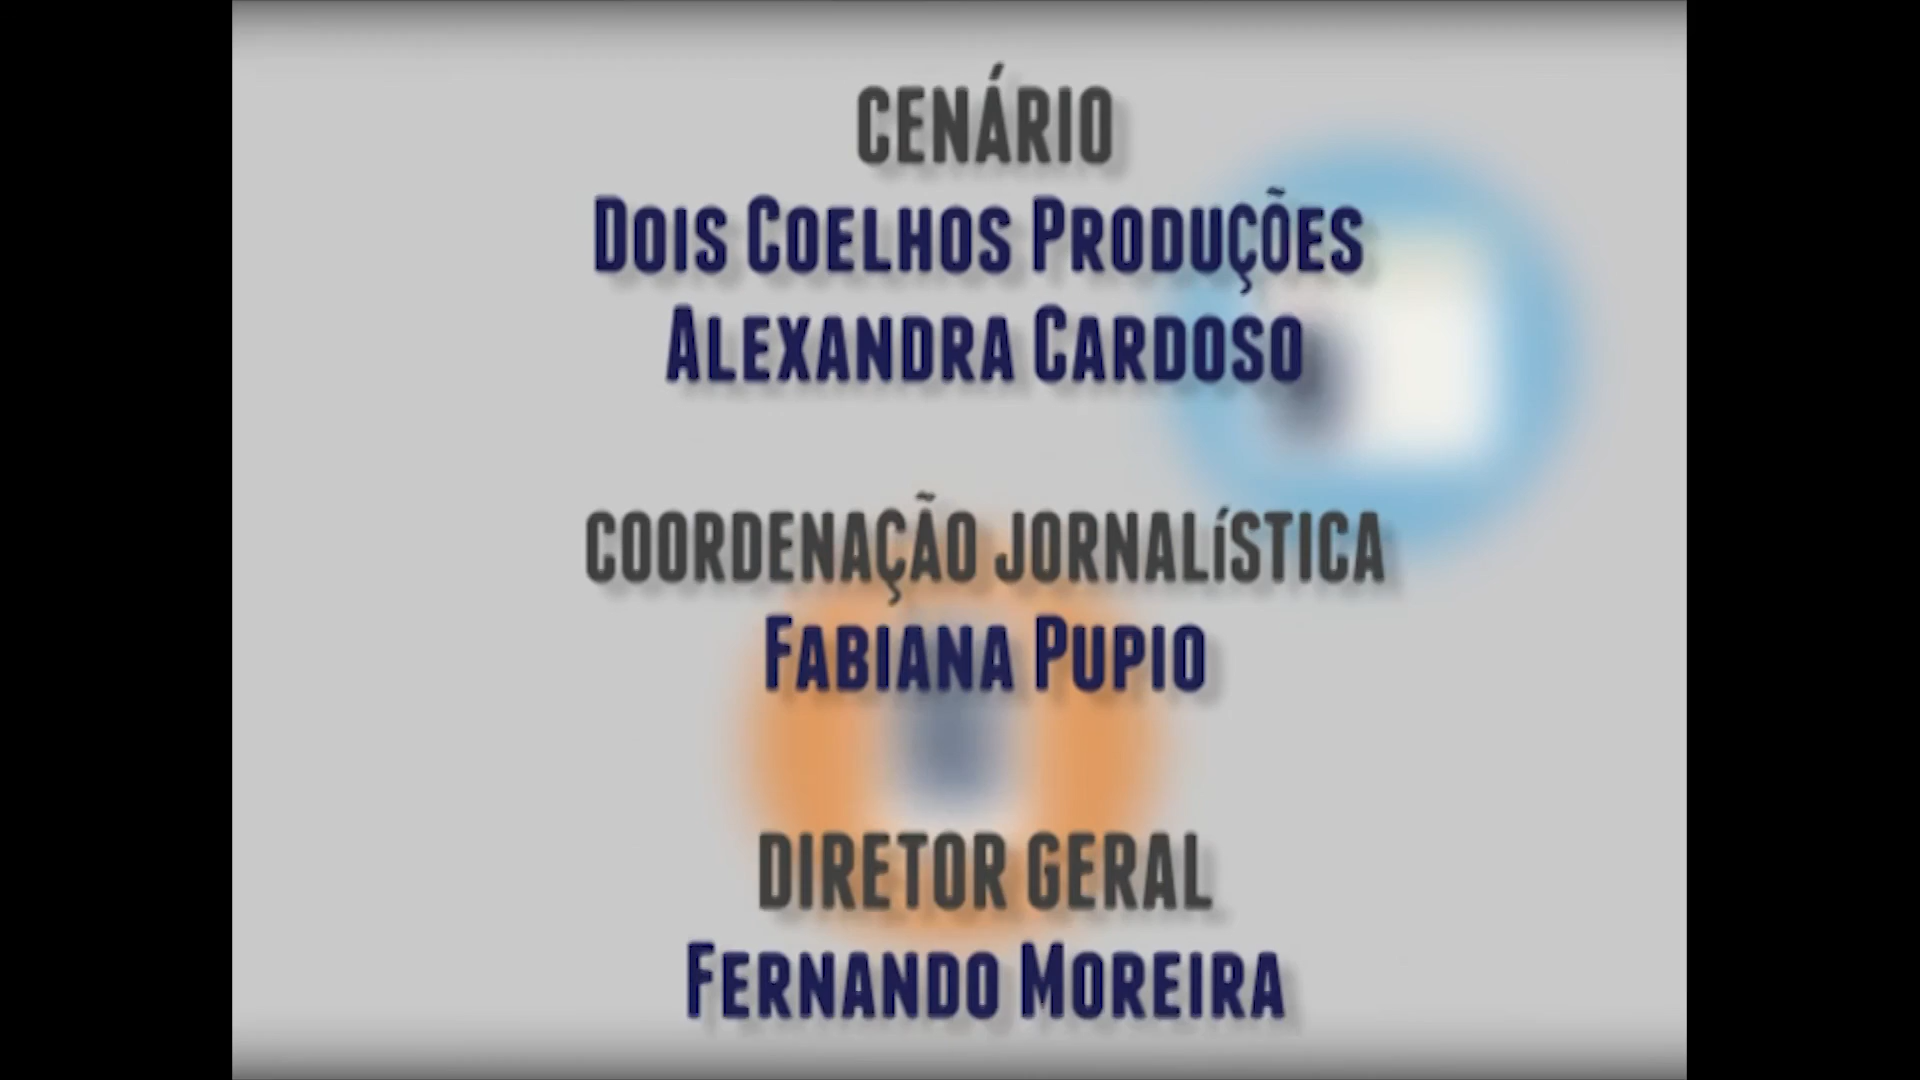 CENÁRIO
DOIS COELHOS PRODUÇÕES
ALEXANDRA CARDOSO
COORDENAÇÃO JORNALíSTICA
FABIANA PUPIO
DIRETOR GERAL
FERNANDO MOREIRA